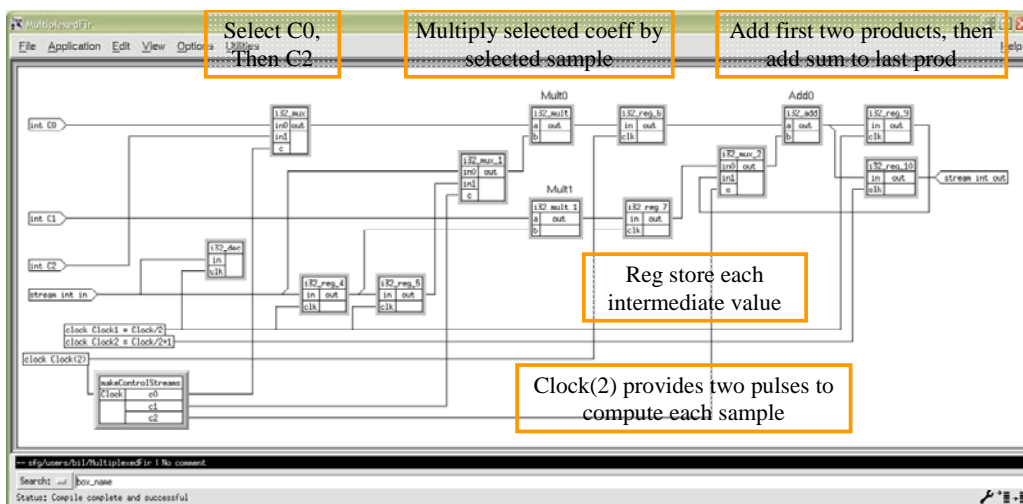 MultiplexedFir
File Application Edit View Options Utilities Help
Select C0,
Then C2
Multiply selected coeff by
selected sample
Add first two products, then
add sum to last prod
int C0
i32_mux
in0 out
in1
c
Mult0
i32_mult
a out
b
i32_reg_6
in out
clk
Add0
i32_add
a out
b
i32_reg_9
in out
clk
i32_mux_1
in0 out
in1
c
i32_mux_2
in0 out
in1
c
i32_reg_10
in out
clk
stream int out
int C1
Mult1
i32_mult_1
a out
b
i32_reg_7
in out
clk
int C2
i32_dec
in
clk
stream int in
i32_reg_4
in out
clk
i32_reg_5
in out
clk
Reg store each
intermediate value
clock Clock1 = Clock/2
clock Clock2 = Clock/2+1
clock Clock(2)
makeControlStreams
Clock c0
c1
c2
Clock(2) provides two pulses to
compute each sample
-- sfg/users/bil/MultiplexedFir | No comment
Search: box_name
Status: Compile complete and successful